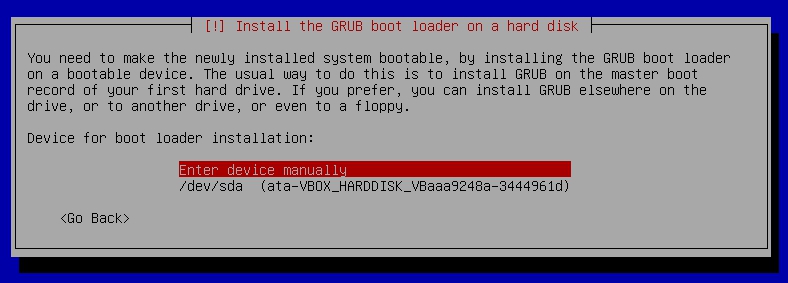 [!] Install the GRUB boot loader on a hard disk
You need to make the newly installed system bootable, by installing the GRUB boot loader
on a bootable device. The usual way to do this is to install GRUB on the master boot
record of your first hard drive. If you prefer, you can install GRUB elsewhere on the
drive, or to another drive, or even to a floppy.
Device for boot loader installation:
Enter device manually
/dev/sda (ata-VBOX_HARDDISK_VBaaa9248a-3444961d)
<Go Back>